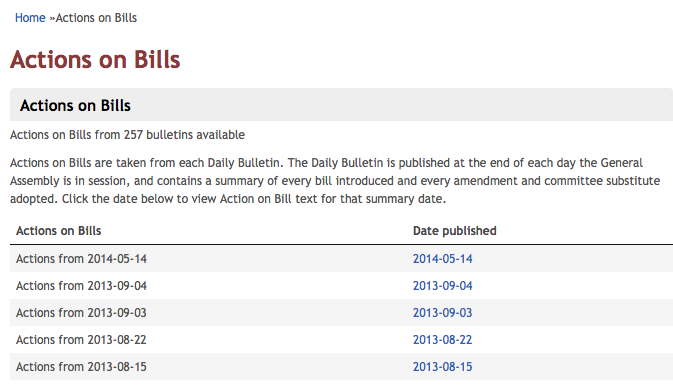 Home »Actions on Bills
Actions on Bills
Actions on Bills
Actions on Bills from 257 bulletins available
Actions on Bills are taken from each Daily Bulletin. The Daily Bulletin is published at the end of each day the General
Assembly is in session, and contains a summary of every bill introduced and every amendment and committee substitute
adopted. Click the date below to view Action on Bill text for that summary date.
Actions on Bills Date published
Actions from 2014-05-14 2014-05-14
Actions from 2013-09-04 2013-09-04
Actions from 2013-09-03 2013-09-03
Actions from 2013-08-22 2013-08-22
Actions from 2013-08-15 2013-08-15